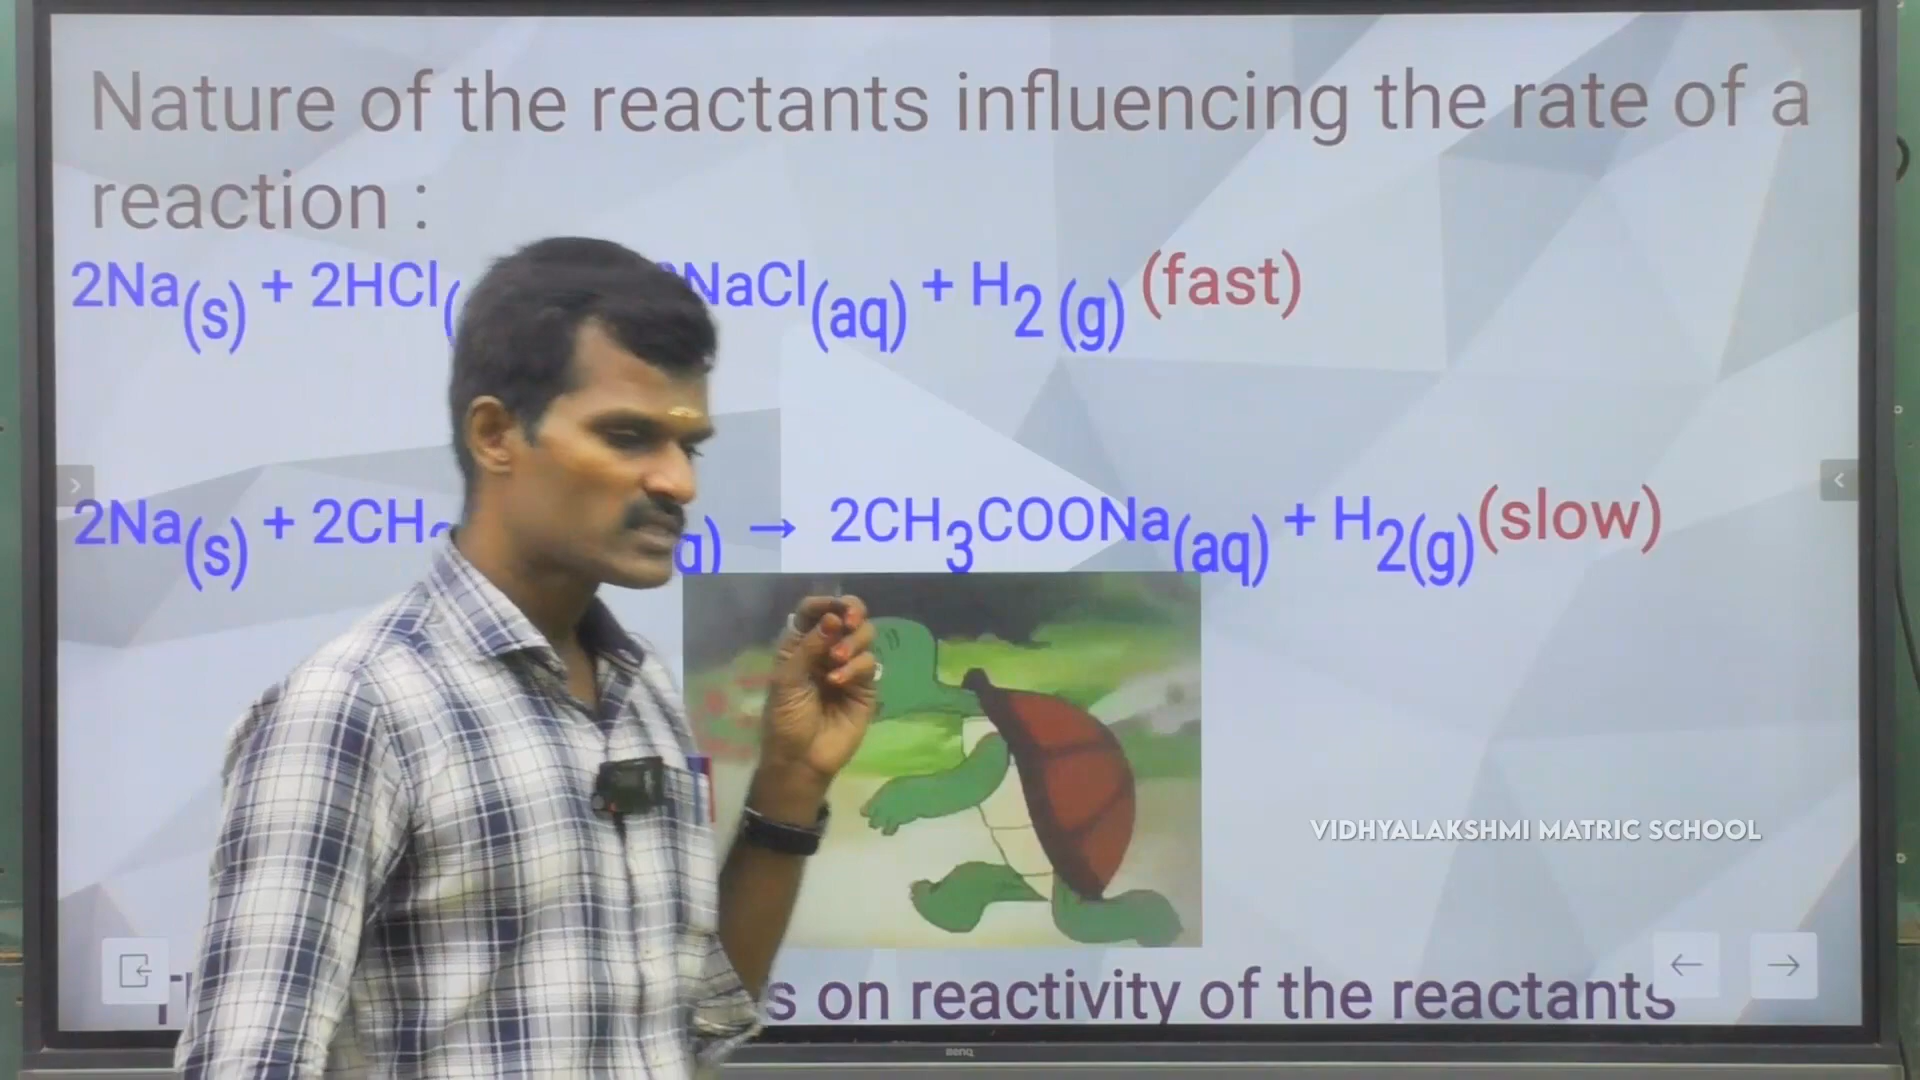 Nature of the reactants influencing the rate of a
reaction :
2Na(s) + 2HCl( NaCl(aq) + H2 (g) (fast)
2Na(s) + 2CH q) → 2CH3COONa(aq) + H2(g) (slow)
VIDHYALAKSHMI MATRIC SCHOOL
s on reactivity of the reactants
BenQ